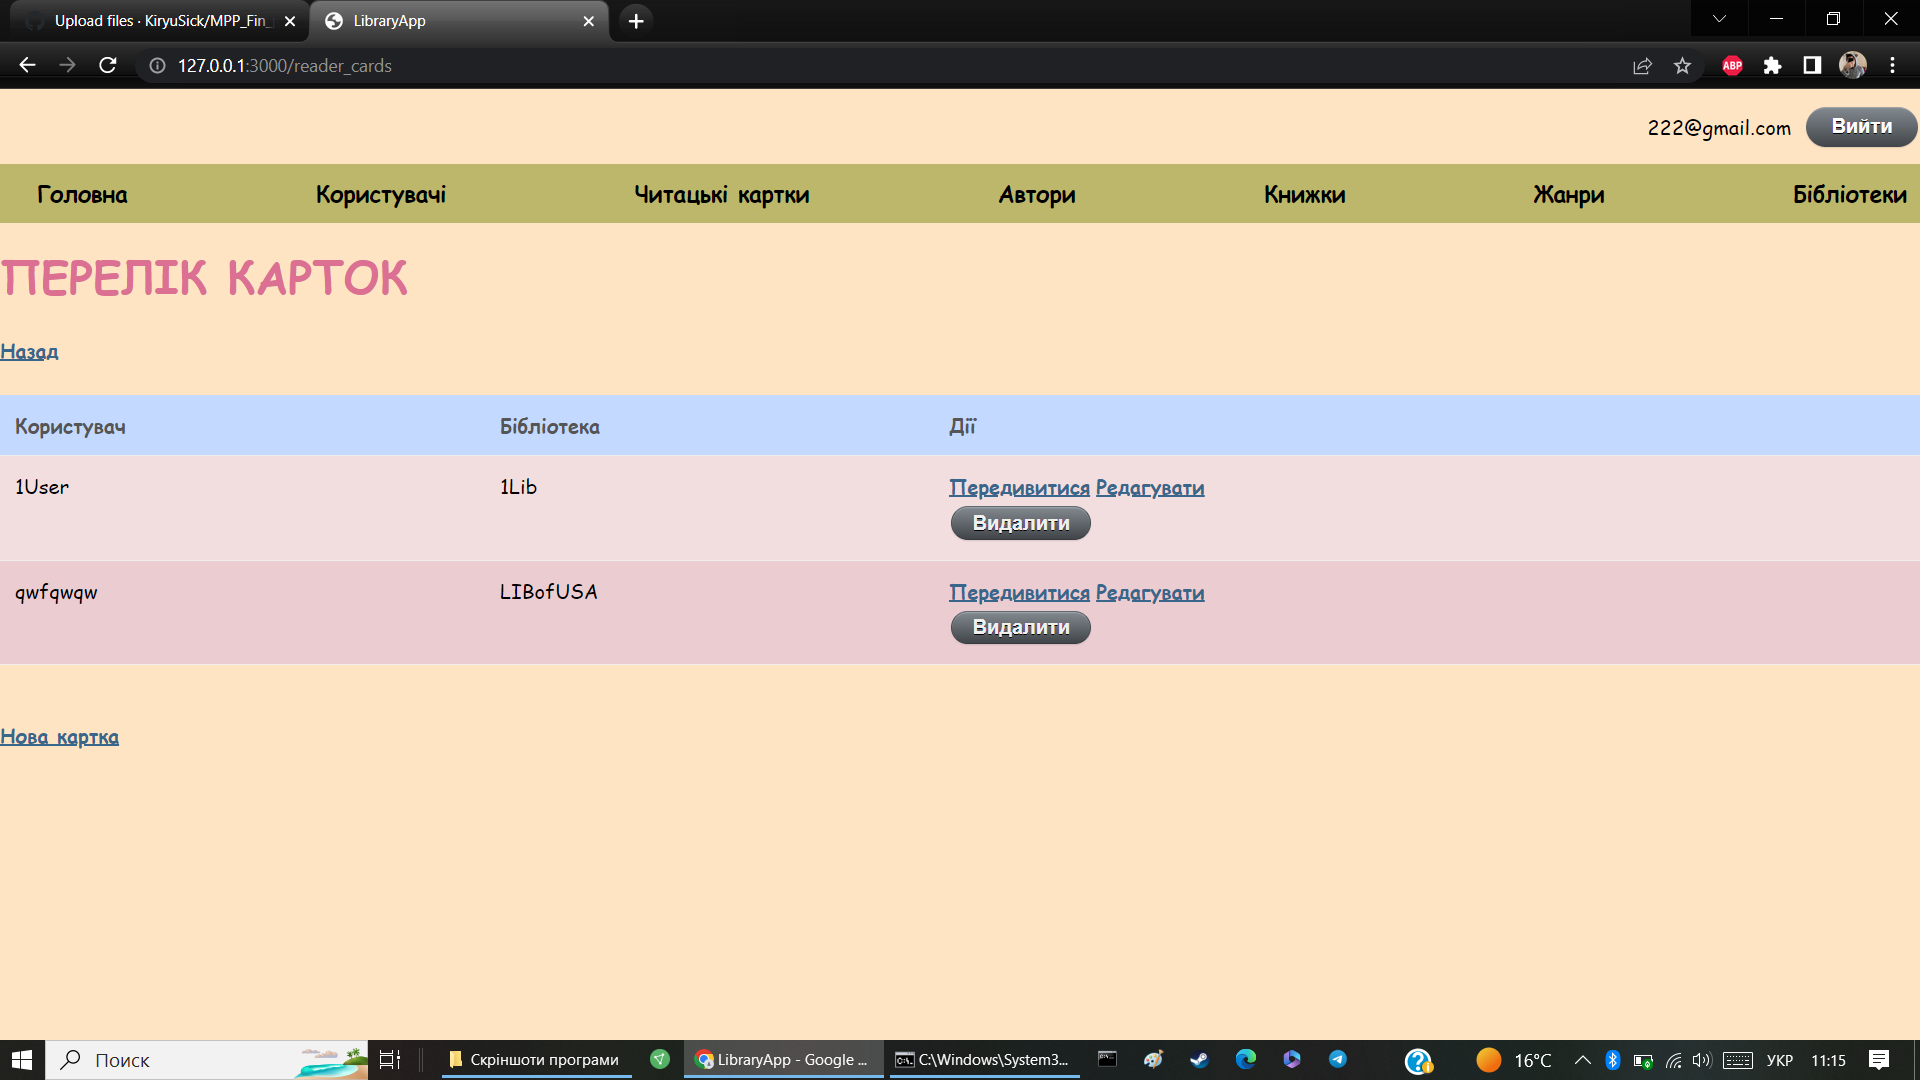 Upload files · KiryuSick/MPP_Fin_
LibraryApp
127.0.0.1:3000/reader_cards
ABP
222@gmail.com
Вийти
Головна Користувачі Читацькі картки Автори Книжки Жанри Бібліотеки
ПЕРЕЛІК КАРТОК
Назад
Користувач Бібліотека Дії
1User 1Lib Передивитися Редагувати
Видалити
qwfqwqw LIBofUSA Передивитися Редагувати
Видалити
Нова картка
Поиск
Скріншоти програми
LibraryApp - Google ...
C:\Windows\System3...
16°C
УКР
11:15